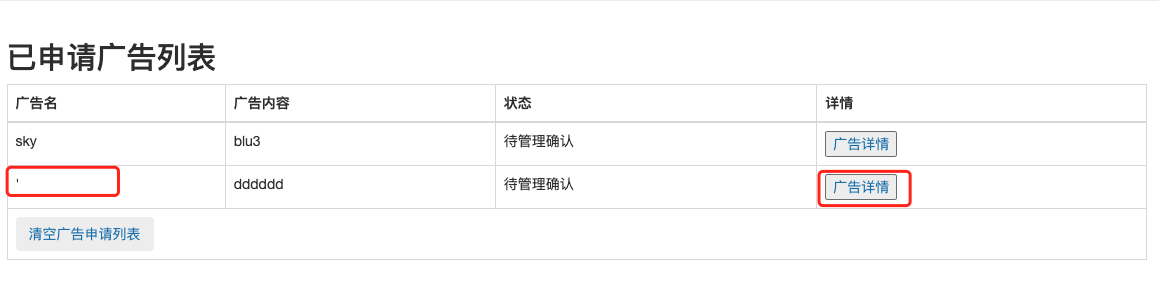 已申请广告列表
广告名 广告内容 状态 详情
sky blu3 待管理确认 广告详情
' dddddd 待管理确认 广告详情
清空广告申请列表